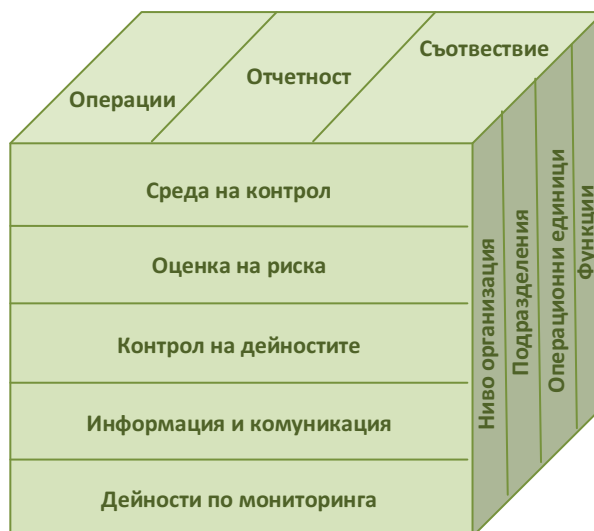 Операции
Отчетност
Съотвествие
Среда на контрол
Оценка на риска
Контрол на дейностите
Информация и комуникация
Дейности по мониторинга
Ниво организация
Подразделения
Операционни единици
Функции